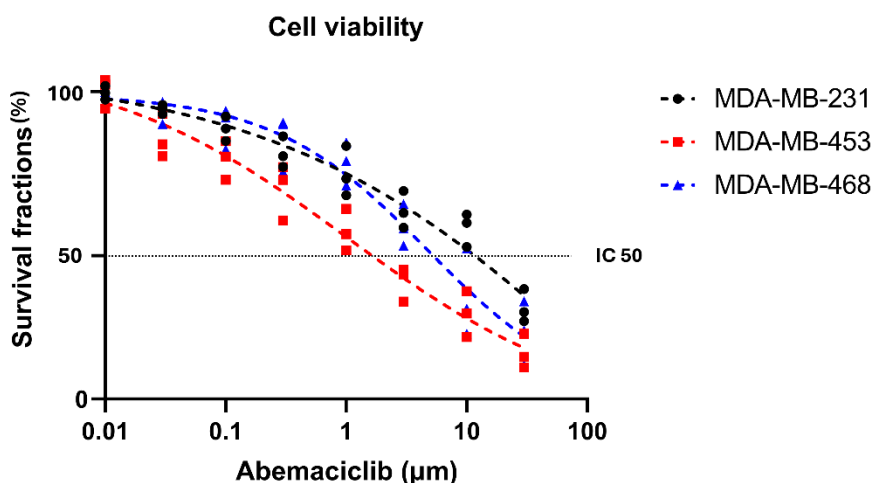 Cell viability
Survival fractions(%)
100
50
0
0.01 0.1 1 10 100
Abemaciclib (μm)
IC 50
MDA-MB-231
MDA-MB-453
MDA-MB-468